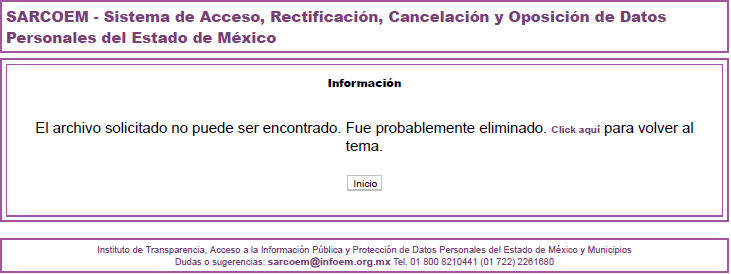 SARCOEM - Sistema de Acceso, Rectificación, Cancelación y Oposición de Datos
Personales del Estado de México
Información
El archivo solicitado no puede ser encontrado. Fue probablemente eliminado. Click aquí para volver al
tema.
Inicio
Instituto de Transparencia, Acceso a la Información Pública y Protección de Datos Personales del Estado de México y Municipios
Dudas o sugerencias: sarcoem@infoem.org.mx Tel. 01 800 8210441 (01 722) 2261680